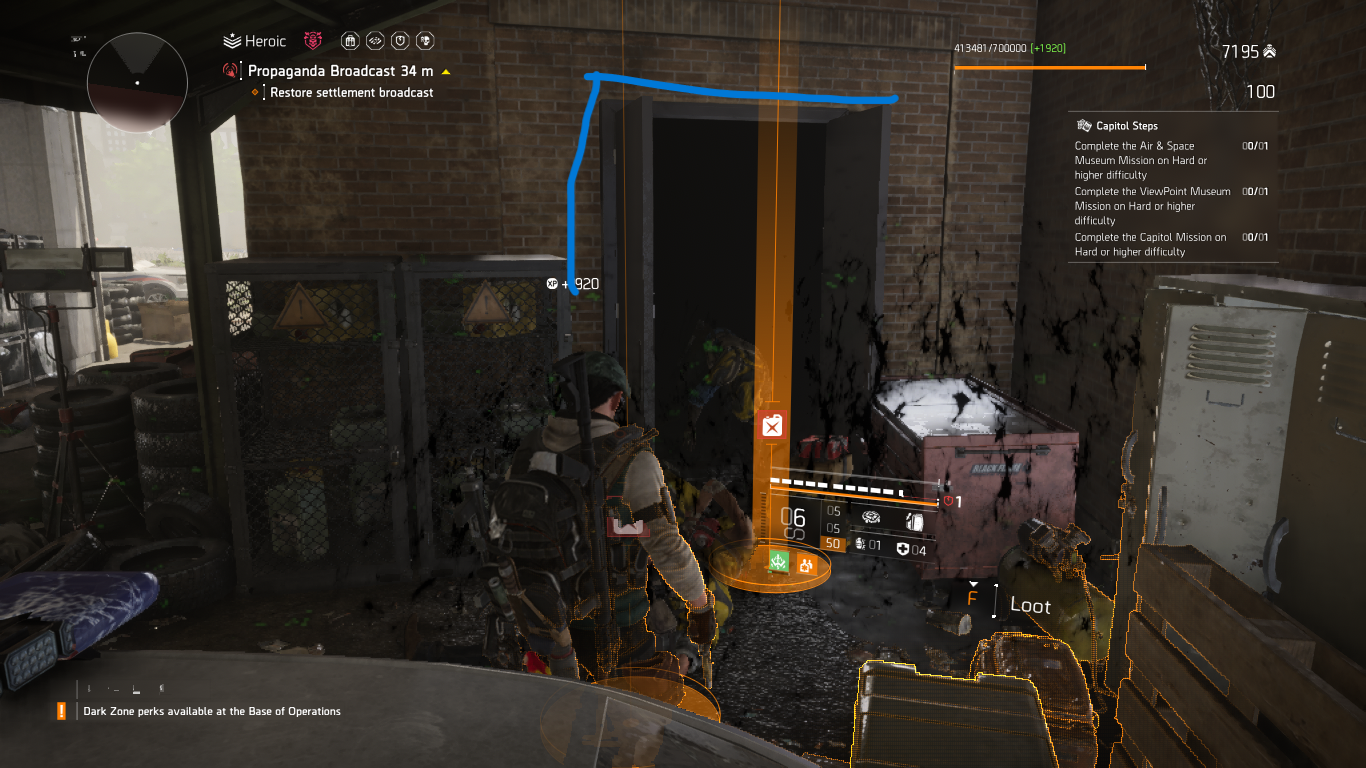 Heroic
Propaganda Broadcast 34 m
Restore settlement broadcast
413481/700000 [+1920]
7195
100
Capitol Steps
Complete the Air & Space 00/01
Museum Mission on Hard or
higher difficulty
Complete the ViewPoint Museum 00/01
Mission on Hard or higher
difficulty
Complete the Capitol Mission on 00/01
Hard or higher difficulty
XP + 920
1
06
05
05
50
01
04
F
Loot
Dark Zone perks available at the Base of Operations